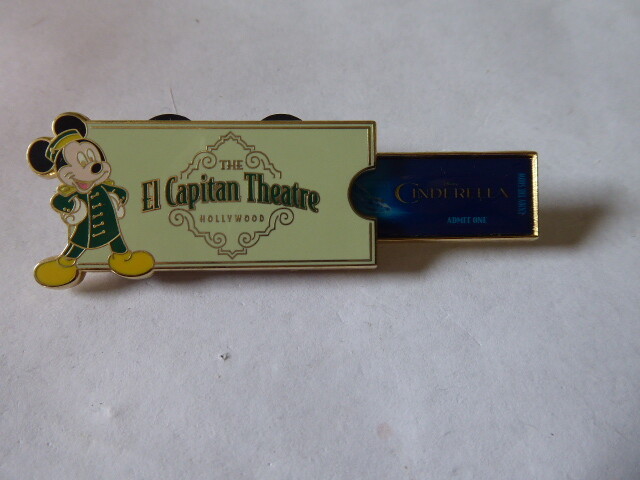 THE
El Capitan Theatre
HOLLYWOOD
CINDERELLA
ADMIT ONE